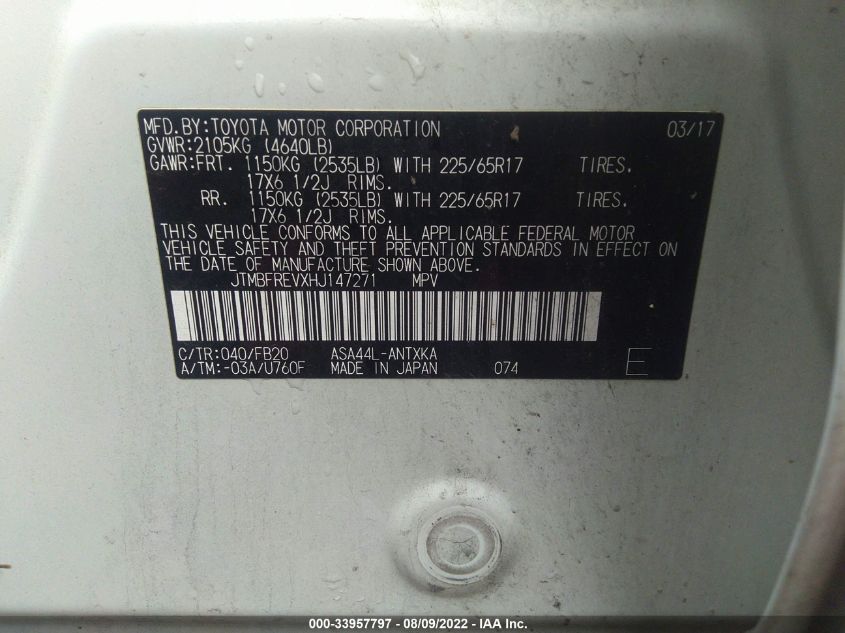 MFD.BY:TOYOTA MOTOR CORPORATION 03/17
GVWR:2105KG (4640LB)
GAWR:FRT. 1150KG (2535LB) WITH 225/65R17 TIRES.
17X6 1/2J RIMS.
RR. 1150KG (2535LB) WITH 225/65R17 TIRES.
17X6 1/2J RIMS.
THIS VEHICLE CONFORMS TO ALL APPLICABLE FEDERAL MOTOR
VEHICLE SAFETY AND THEFT PREVENTION STANDARDS IN EFFECT ON
THE DATE OF MANUFACTURE SHOWN ABOVE.
JTMBFREVXHJ147271 MPV
C/TR:040/FB20 ASA44L-ANTXKA
A/TM:-03A/U760F MADE IN JAPAN 074 E
000-33957797 - 08/09/2022 - IAA Inc.